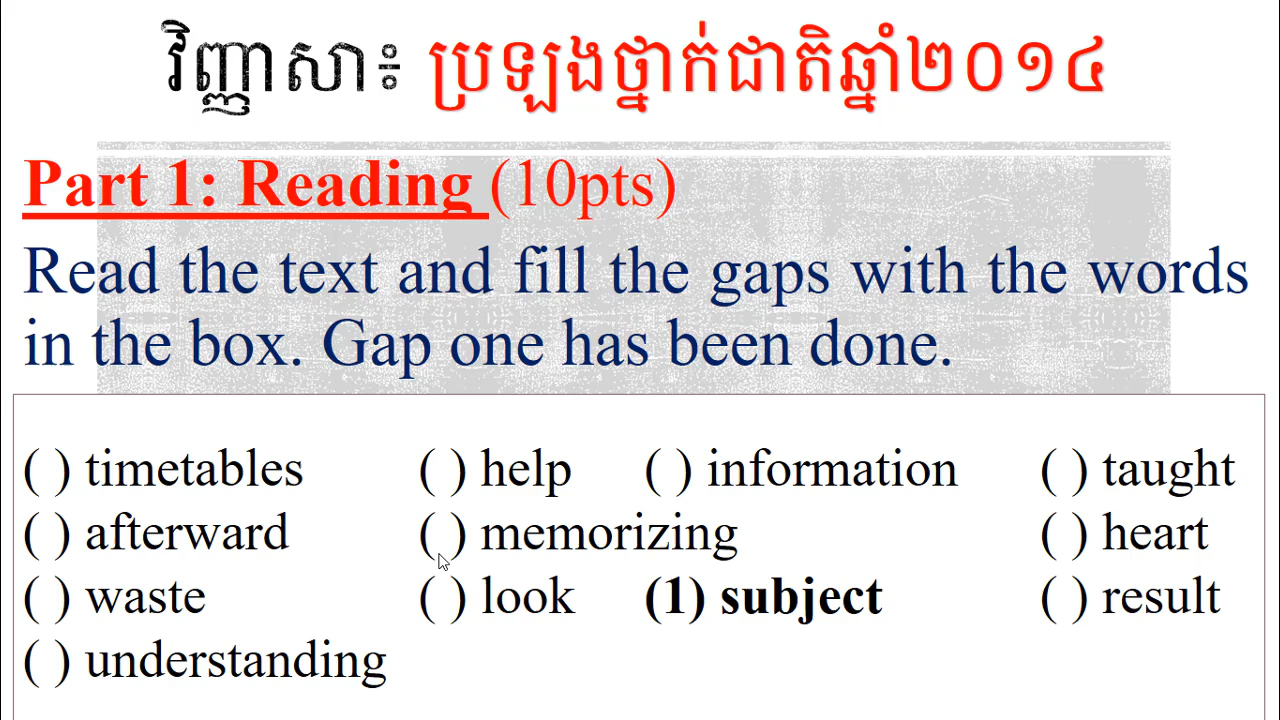 វិញ្ញាសា៖ ប្រឡងថ្នាក់ជាតិឆ្នាំ២០១៤
Part 1: Reading (10pts)
Read the text and fill the gaps with the words
in the box. Gap one has been done.
( ) timetables ( ) help ( ) information ( ) taught
( ) afterward ( ) memorizing ( ) heart
( ) waste ( ) look (1) subject ( ) result
( ) understanding